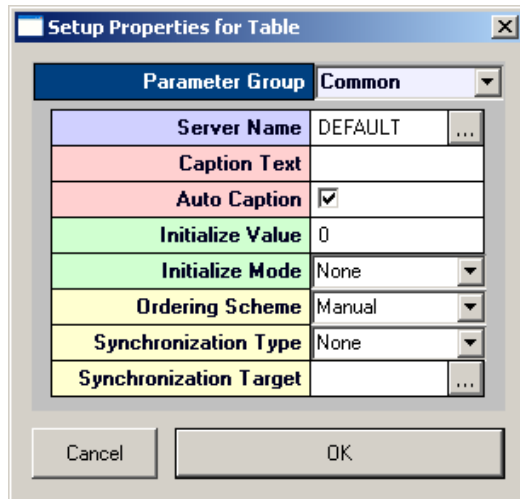 Setup Properties for Table
Parameter Group Common
Server Name DEFAULT ...
Caption Text
Auto Caption
Initialize Value 0
Initialize Mode None
Ordering Scheme Manual
Synchronization Type None
Synchronization Target ...
Cancel OK